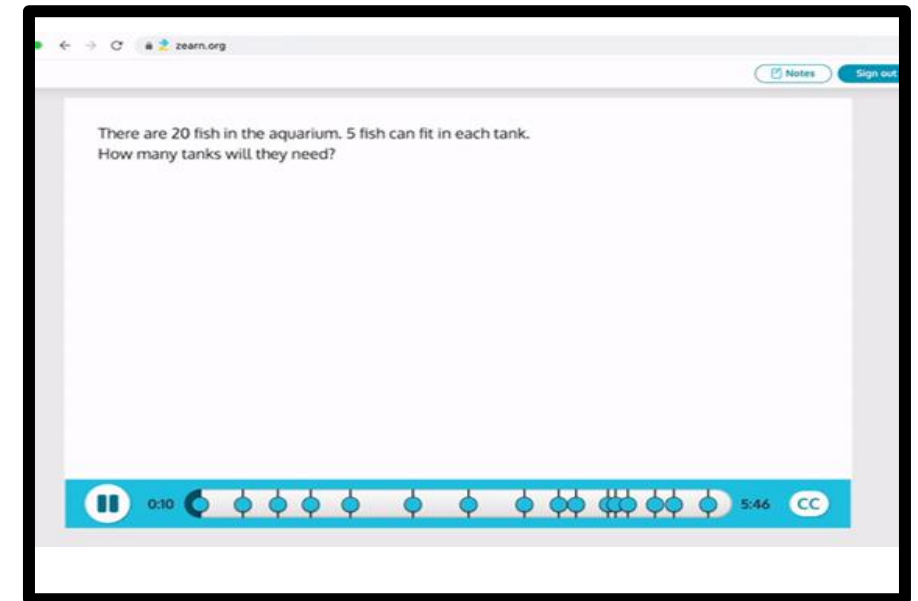 zearn.org
Notes
Sign out
There are 20 fish in the aquarium. 5 fish can fit in each tank.
How many tanks will they need?
0:10
5:46
CC